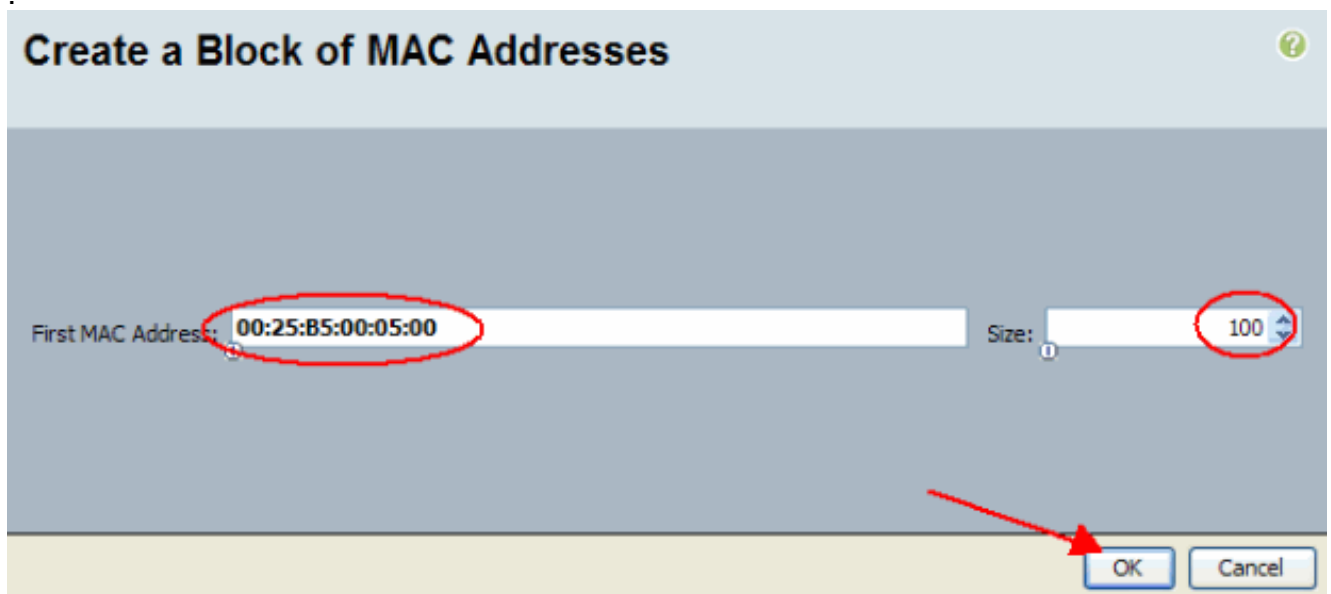 .
Create a Block of MAC Addresses ?
First MAC Address: 00:25:B5:00:05:00 Size: 100
OK Cancel